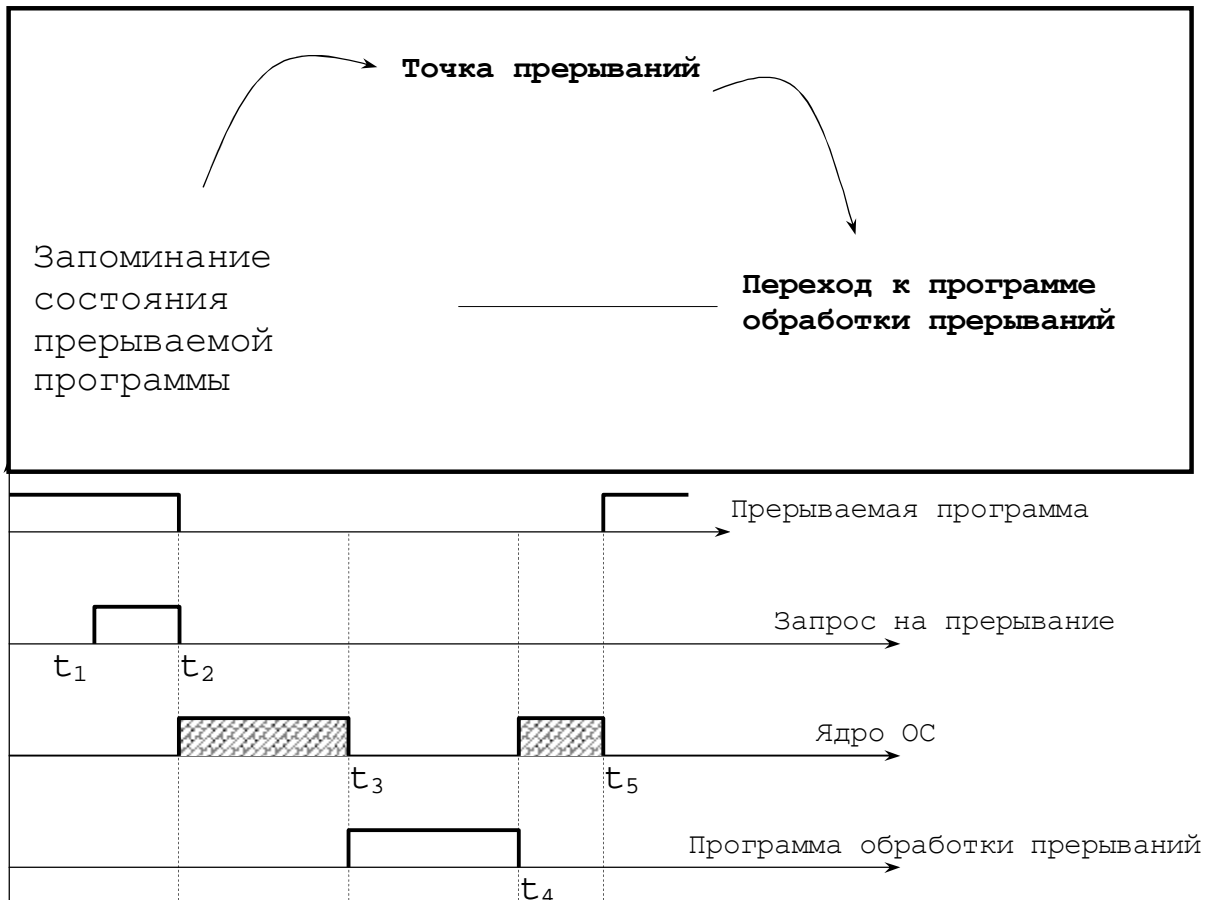 Точка прерываний
Запоминание
состояния
прерываемой
программы
Переход к программе
обработки прерываний
Прерываемая программа
Запрос на прерывание
t₁
t₂
Ядро ОС
t₃
t₅
Программа обработки прерываний
t₄